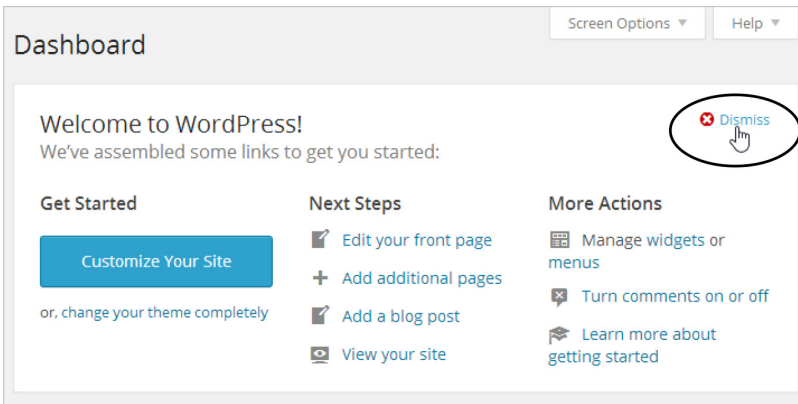 Screen Options Help
Dashboard
Welcome to WordPress!
Dismiss
We've assembled some links to get you started:
Get Started
Customize Your Site
or, change your theme completely
Next Steps
Edit your front page
Add additional pages
Add a blog post
View your site
More Actions
Manage widgets or
menus
Turn comments on or off
Learn more about
getting started